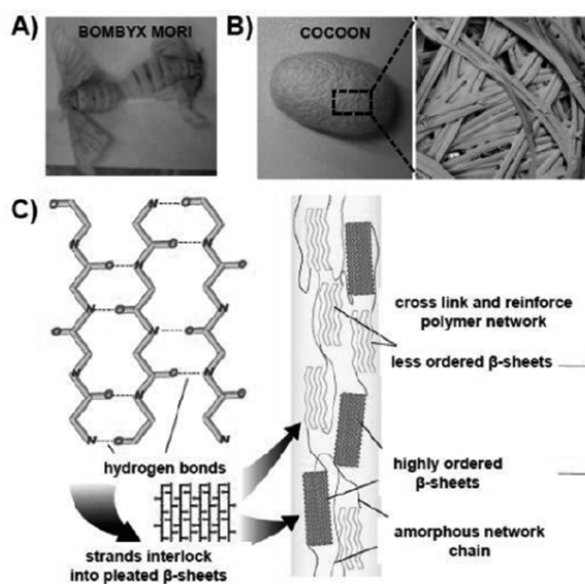 A) BOMBYX MORI
B) COCOON
C)
N
O
cross link and reinforce
polymer network
less ordered β-sheets
hydrogen bonds
highly ordered
β-sheets
strands interlock
into pleated β-sheets
amorphous network
chain